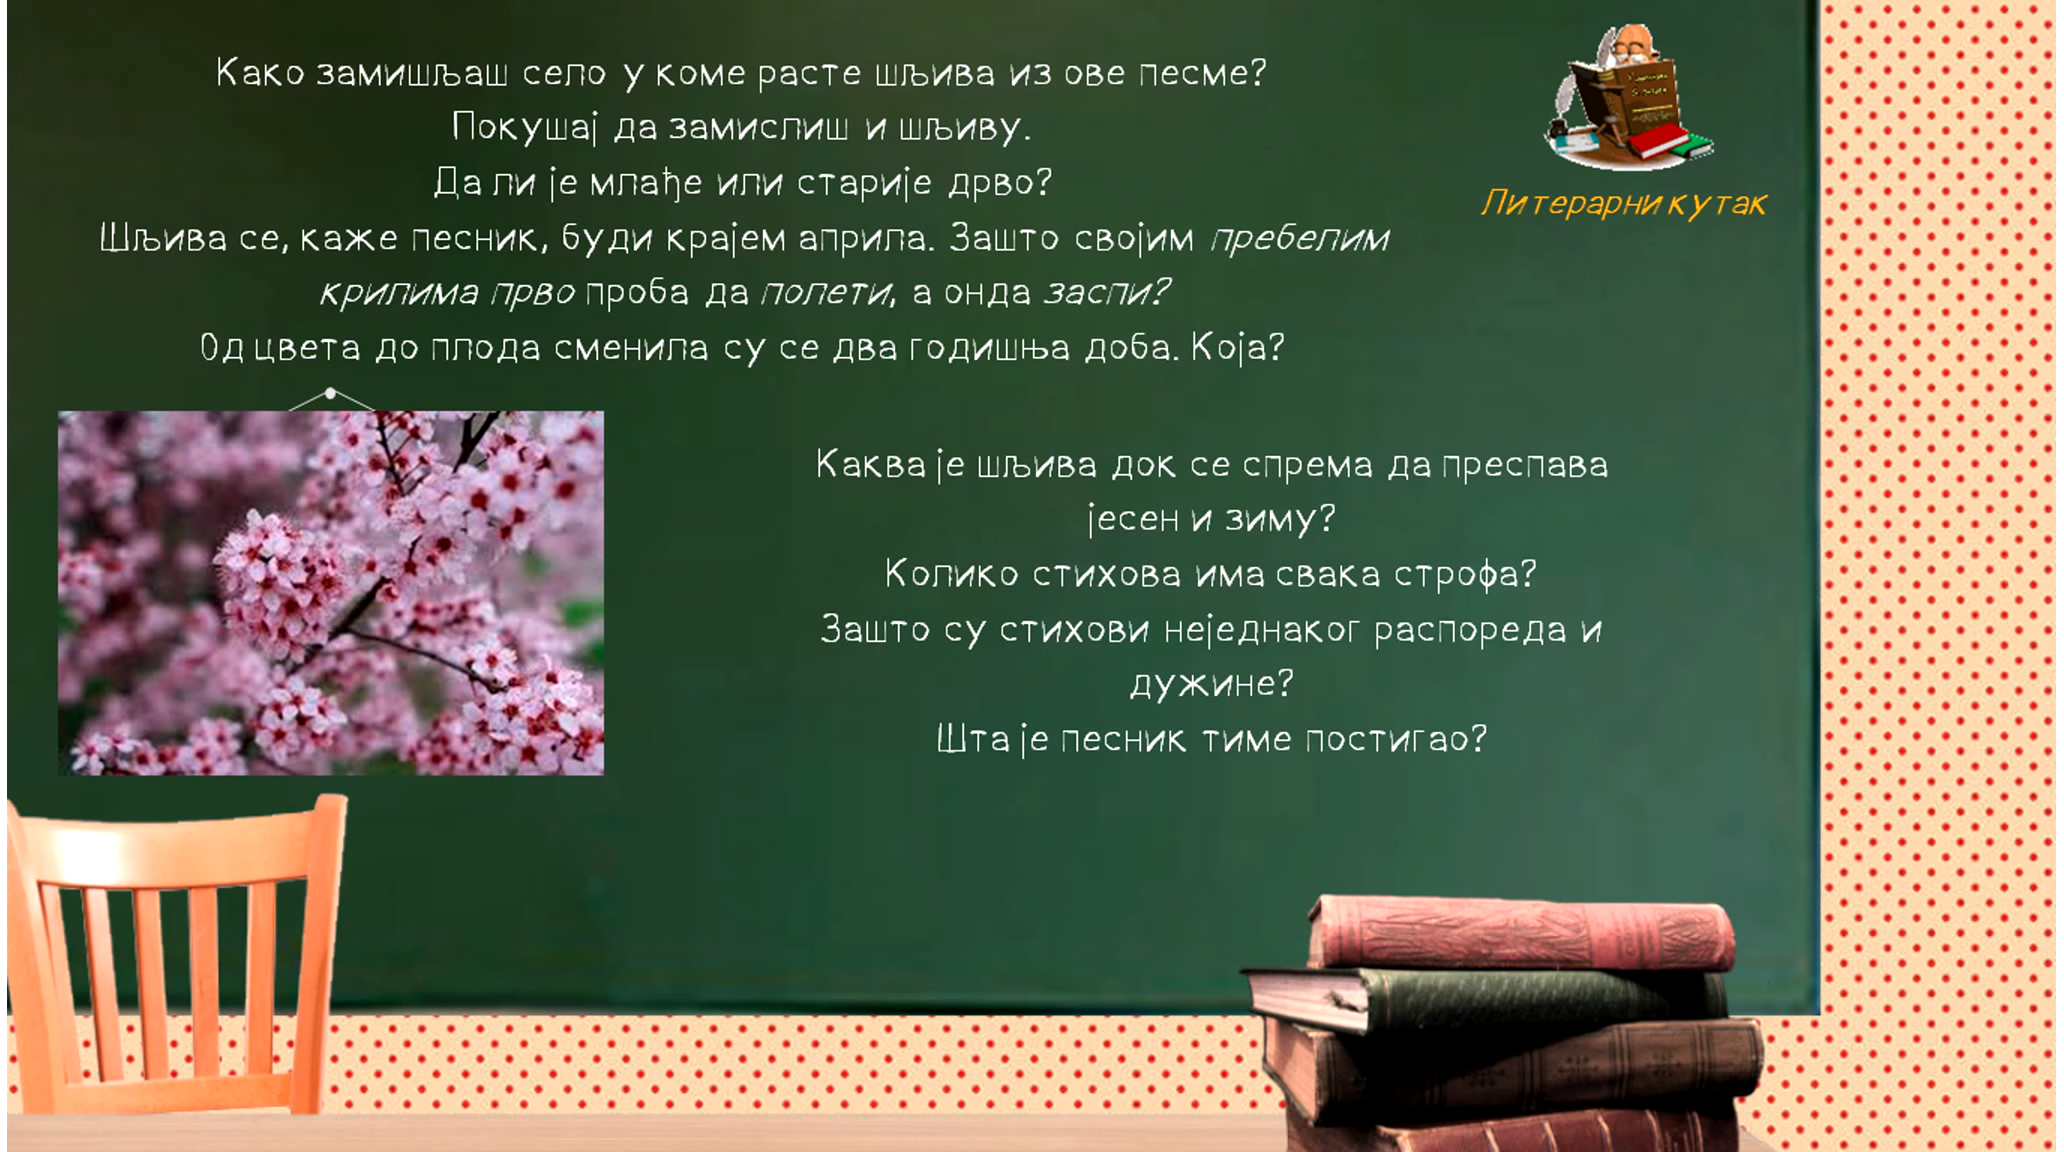 Како замишљаш село у коме расте шљива из ове песме?
Покушај да замислиш и шљиву.
Да ли је млађе или старије дрво?
Шљива се, каже песник, буди крајем априла. Зашто својим пребелим
крилима прво проба да полети, а онда заспи?
Од цвета до плода сменила су се два годишња доба. Која?
Литерарни кутак
Каква је шљива док се спрема да преспава
јесен и зиму?
Колико стихова има свака строфа?
Зашто су стихови неједнаког распореда и
дужине?
Шта је песник тиме постигао?